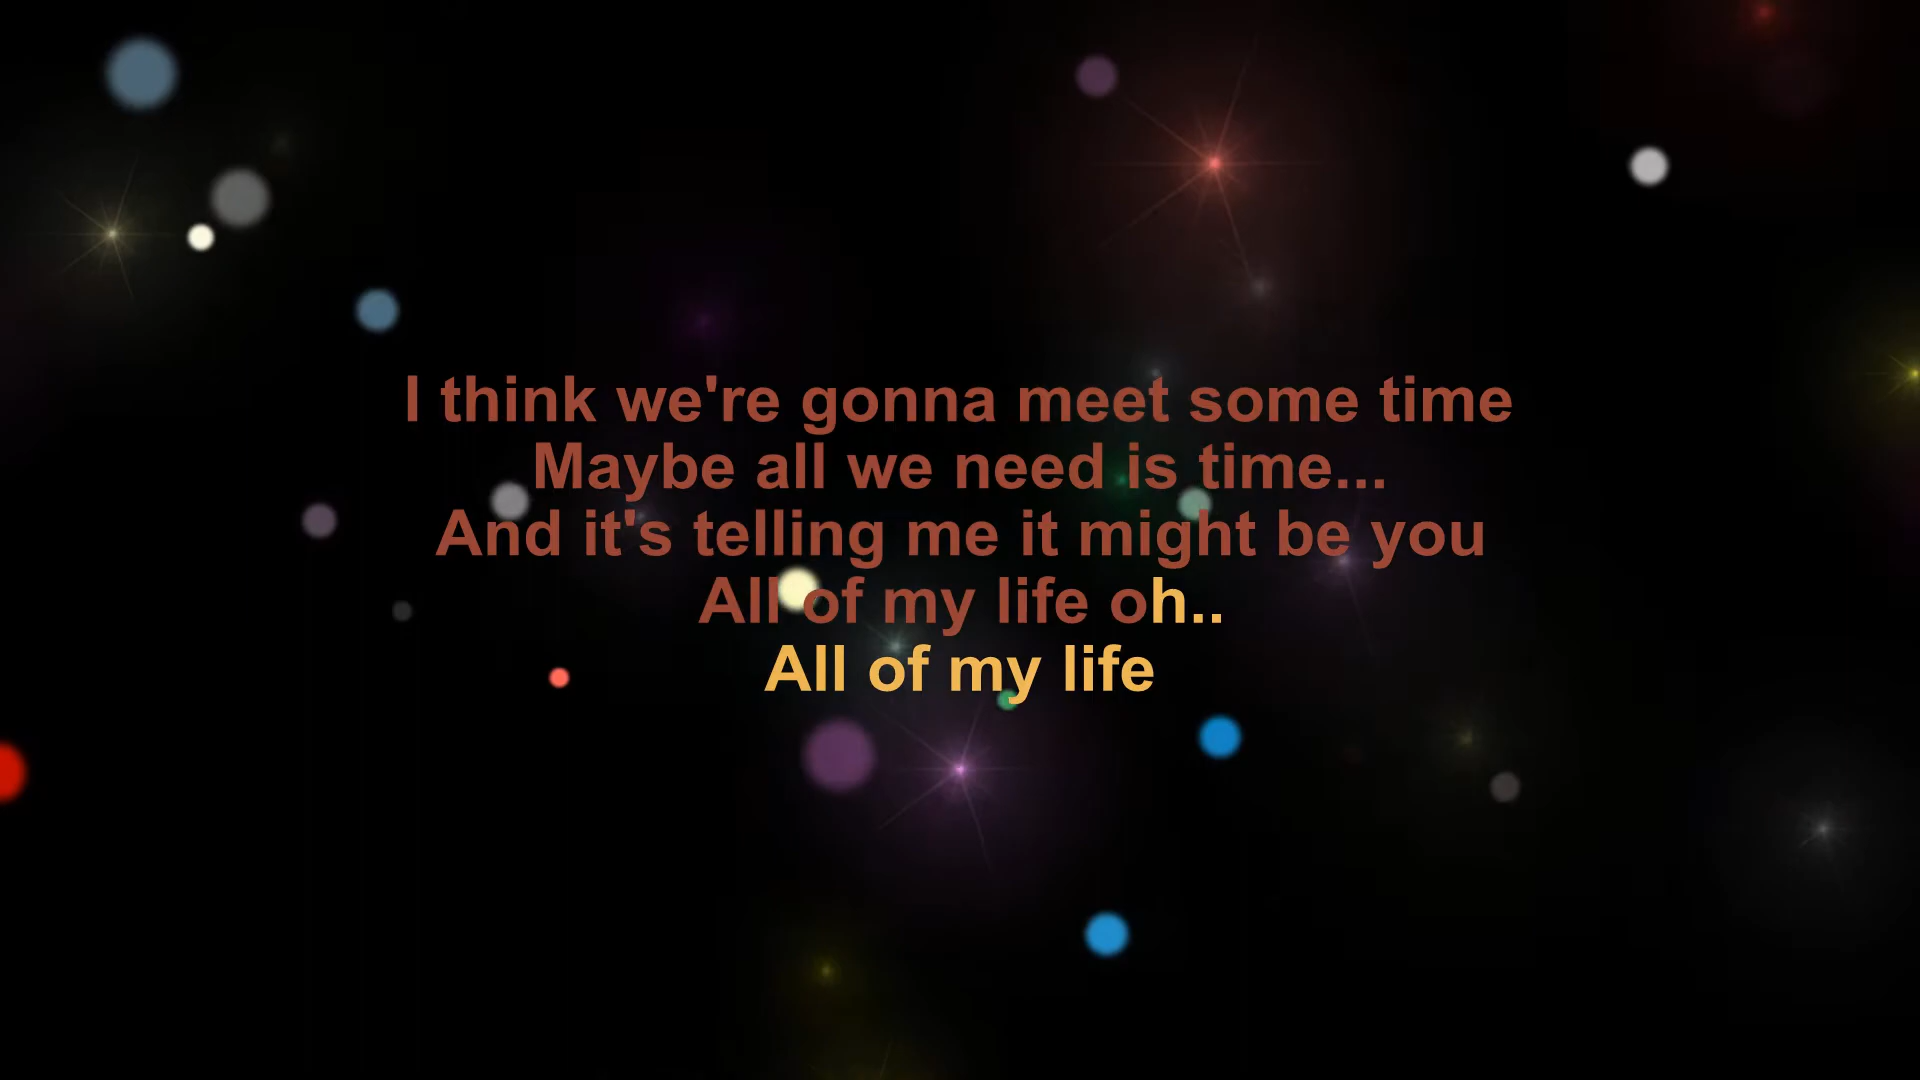 I think we're gonna meet some time
Maybe all we need is time...
And it's telling me it might be you
All of my life oh..
All of my life